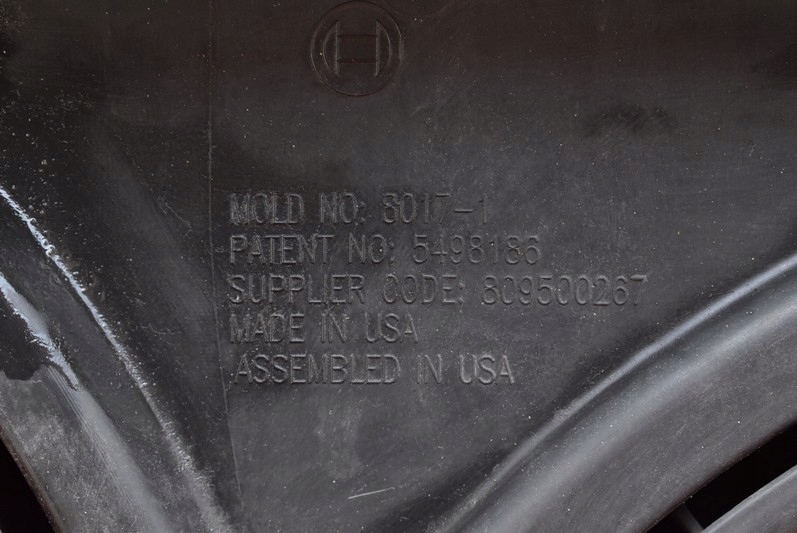 MOLD NO: 8017-1
PATENT NO: 5498186
SUPPLIER CODE: 809500267
MADE IN USA
ASSEMBLED IN USA